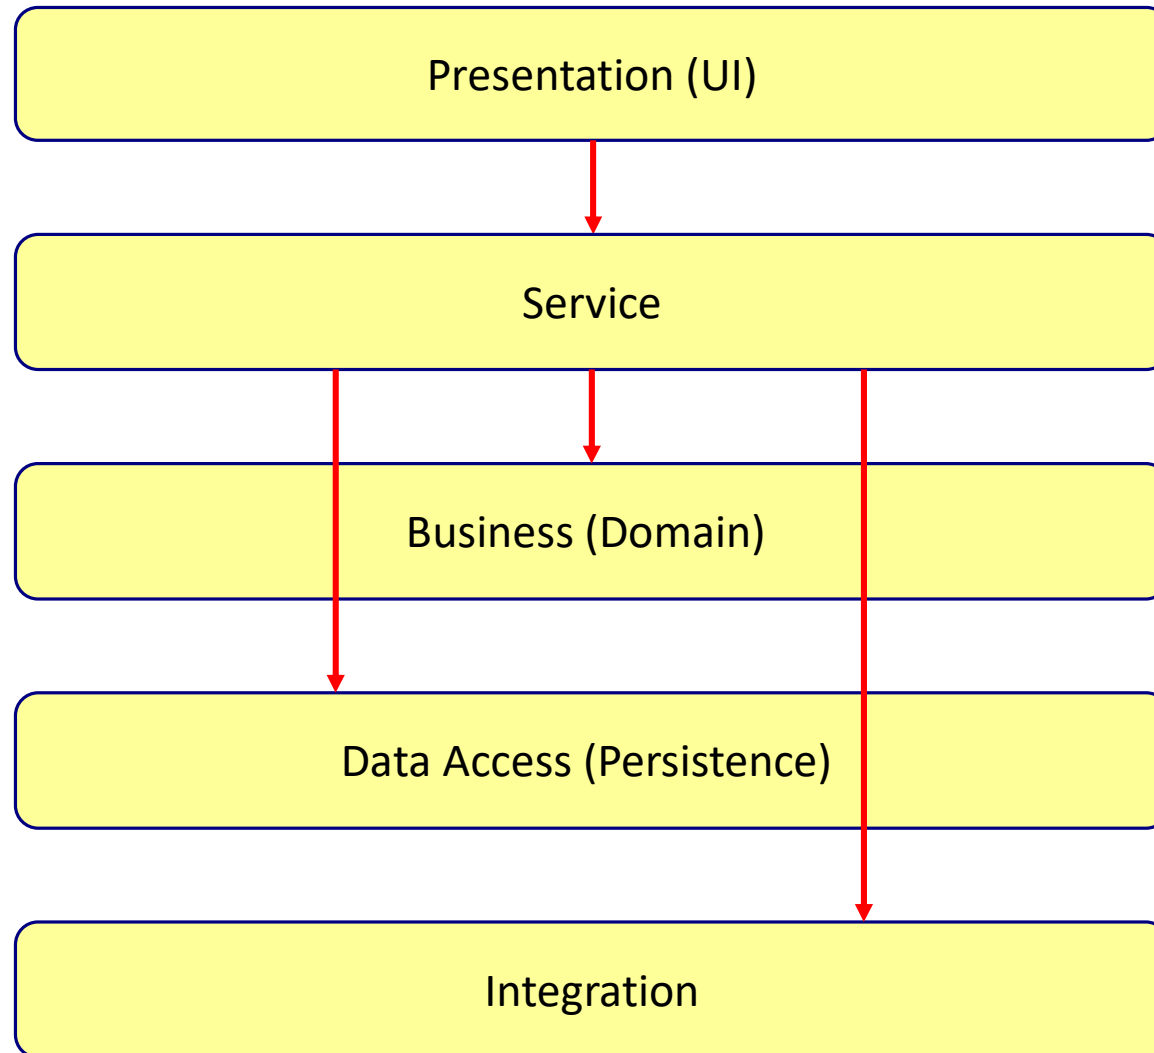 Presentation (UI)
Service
Business (Domain)
Data Access (Persistence)
Integration